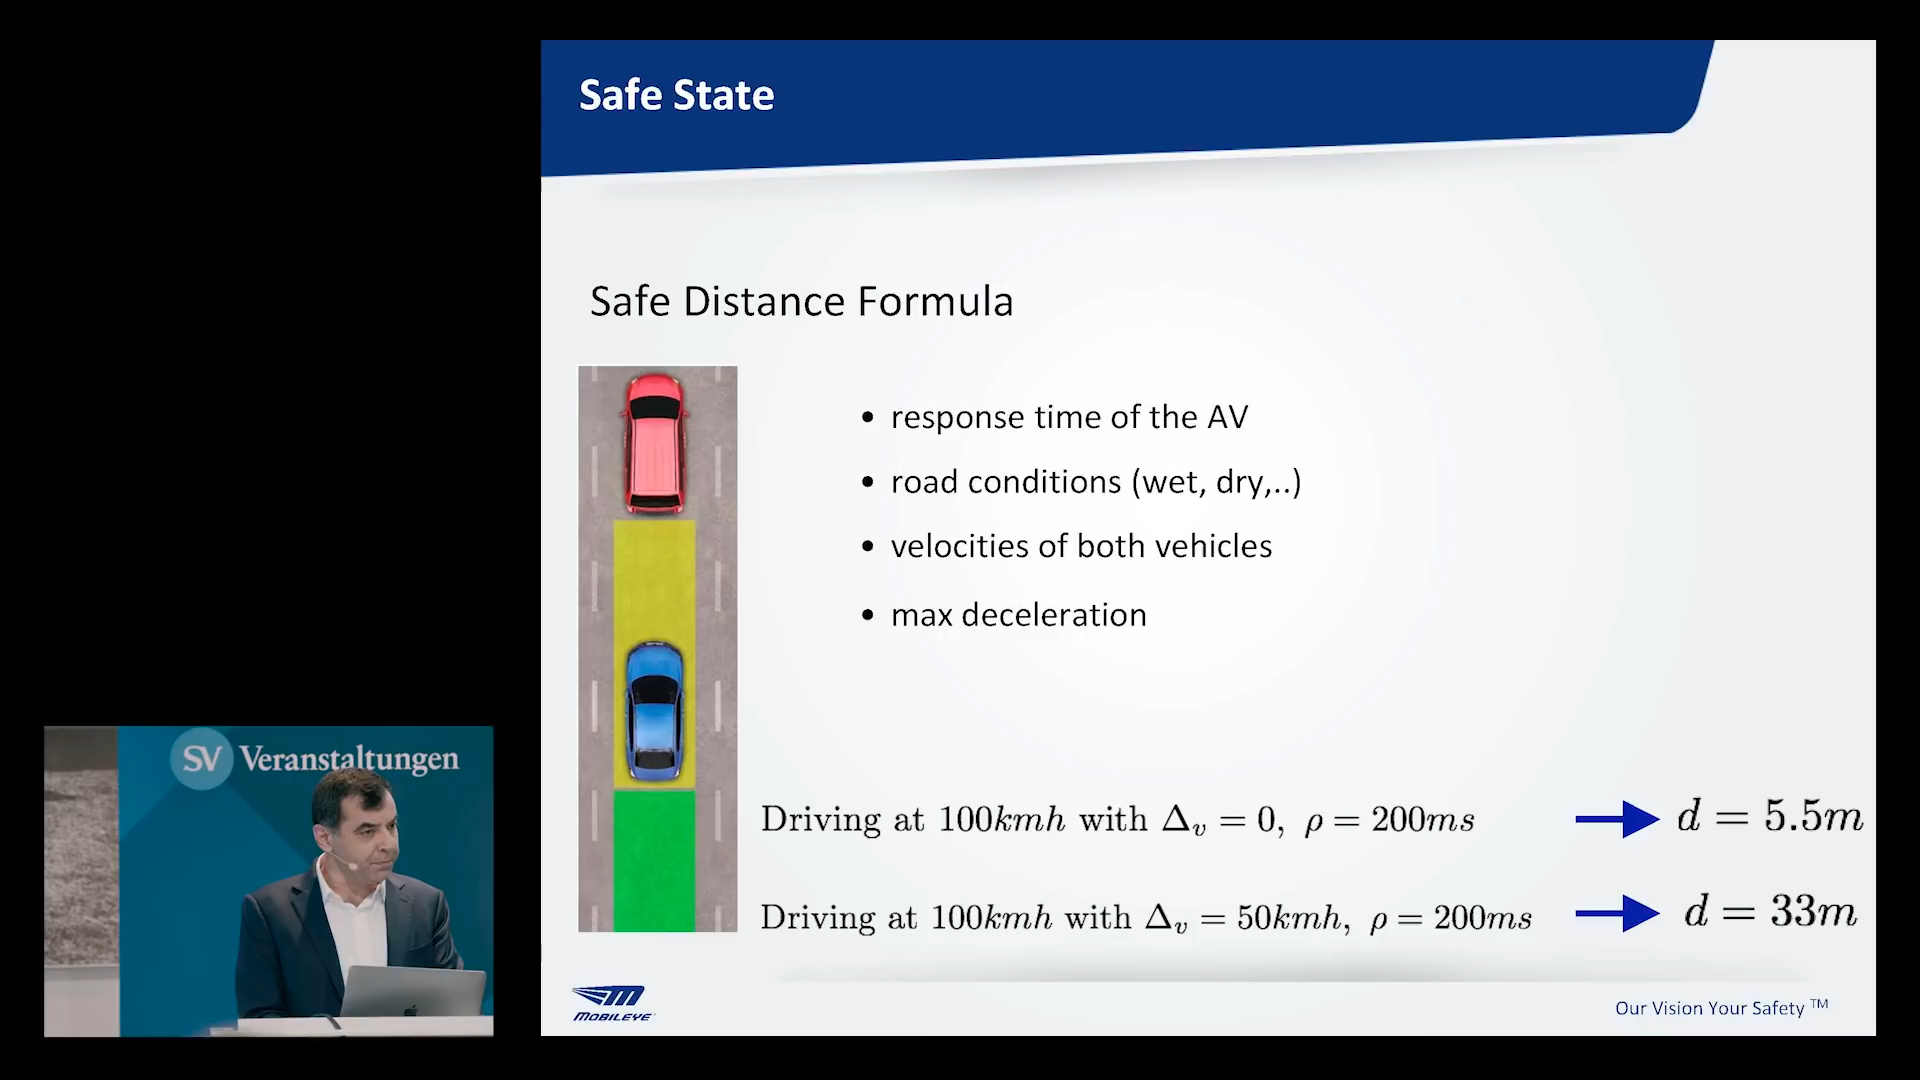 Safe State
Safe Distance Formula
• response time of the AV
• road conditions (wet, dry,..)
• velocities of both vehicles
• max deceleration
Driving at 100kmh with Δv = 0, ρ = 200ms d = 5.5m
Driving at 100kmh with Δv = 50kmh, ρ = 200ms d = 33m
MOBILEYE
Our Vision Your Safety TM
SV Veranstaltungen